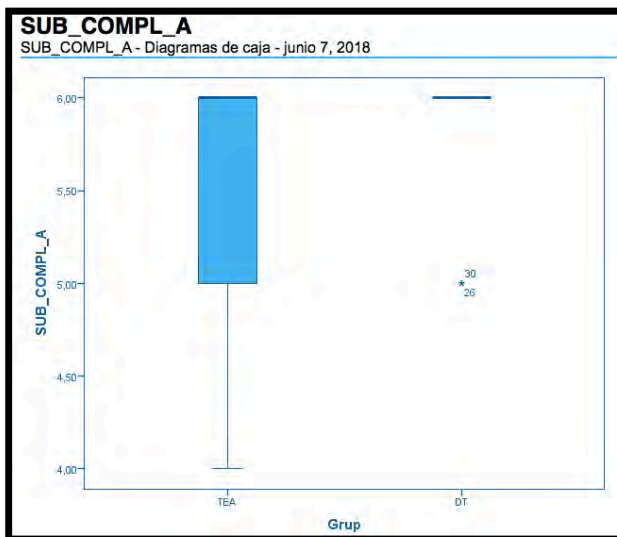 SUB_COMPL_A
SUB_COMPL_A - Diagramas de caja - junio 7, 2018
6,00
5,50
5,00
4,50
4,00
SUB_COMPL_A
30
*
26
TEA
DT
Grup